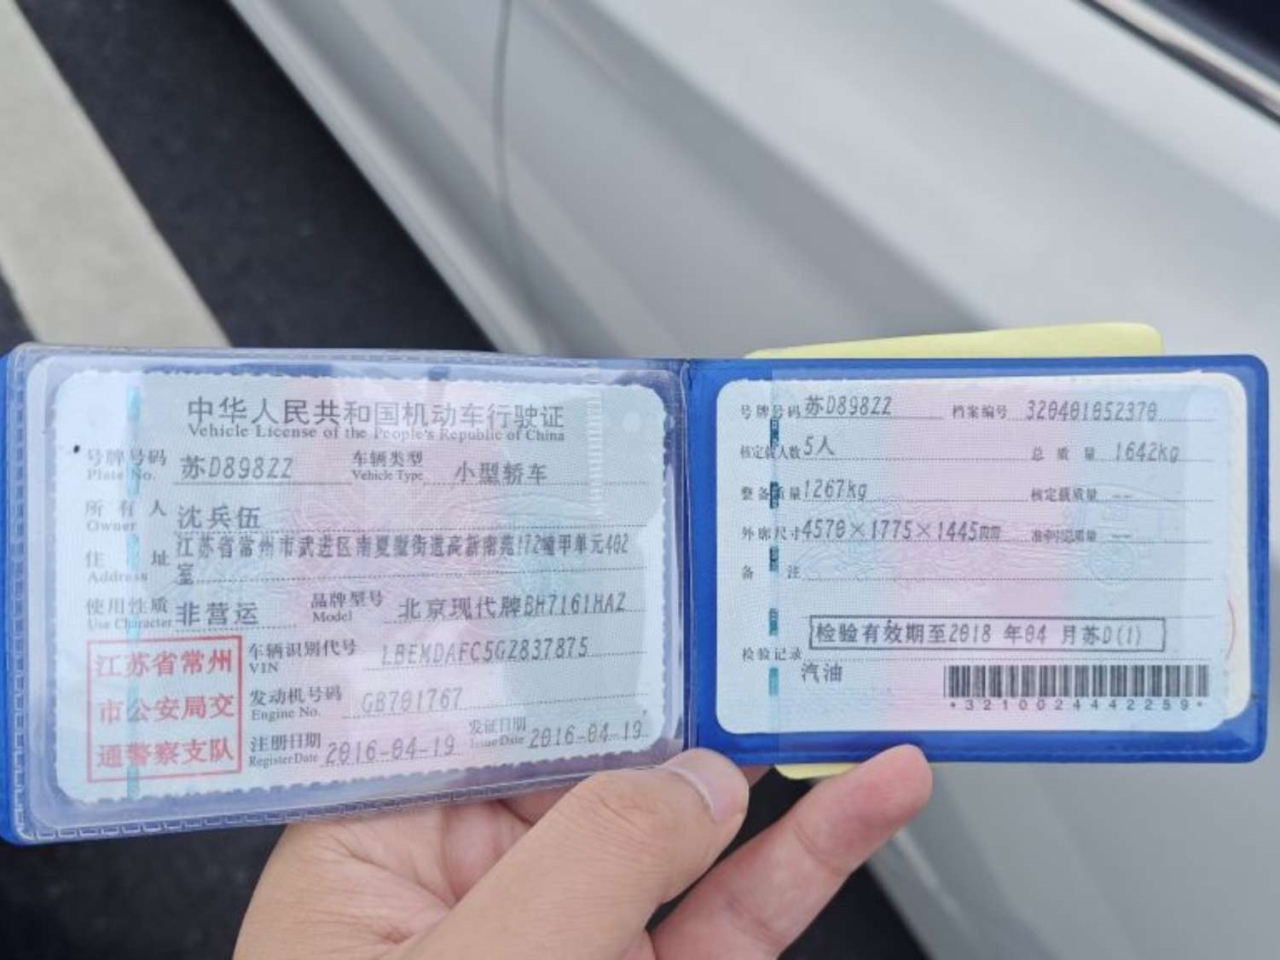 中华人民共和国机动车行驶证
Vehicle License of the People's Republic of China
号牌号码 苏D898ZZ 车辆类型 小型轿车
Plate No. Vehicle Type
所有人 沈兵伍
Owner
住址 江苏省常州市武进区南夏墅街道高新南苑172幢甲单元402
室
Address
使用性质 非营运 品牌型号 北京现代牌BH7161HAZ
Use Character Model
江苏省常州
市公安局交
通警察支队
车辆识别代号 LBEMDAFC5GZ837875
VIN
发动机号码 GB701767
Engine No.
注册日期 2016-04-19 发证日期 2016-04-19
Register Date Issue Date
号牌号码 苏D898ZZ 档案编号 320401052370
核定载人数 5人 总质量 1642kg
整备质量 1267kg 核定载质量 --
外廓尺寸 4570×1775×1445mm 准牵引总质量 --
备注
检验有效期至2018 年04 月苏D(1)
检验记录
汽油
*3210024442259*